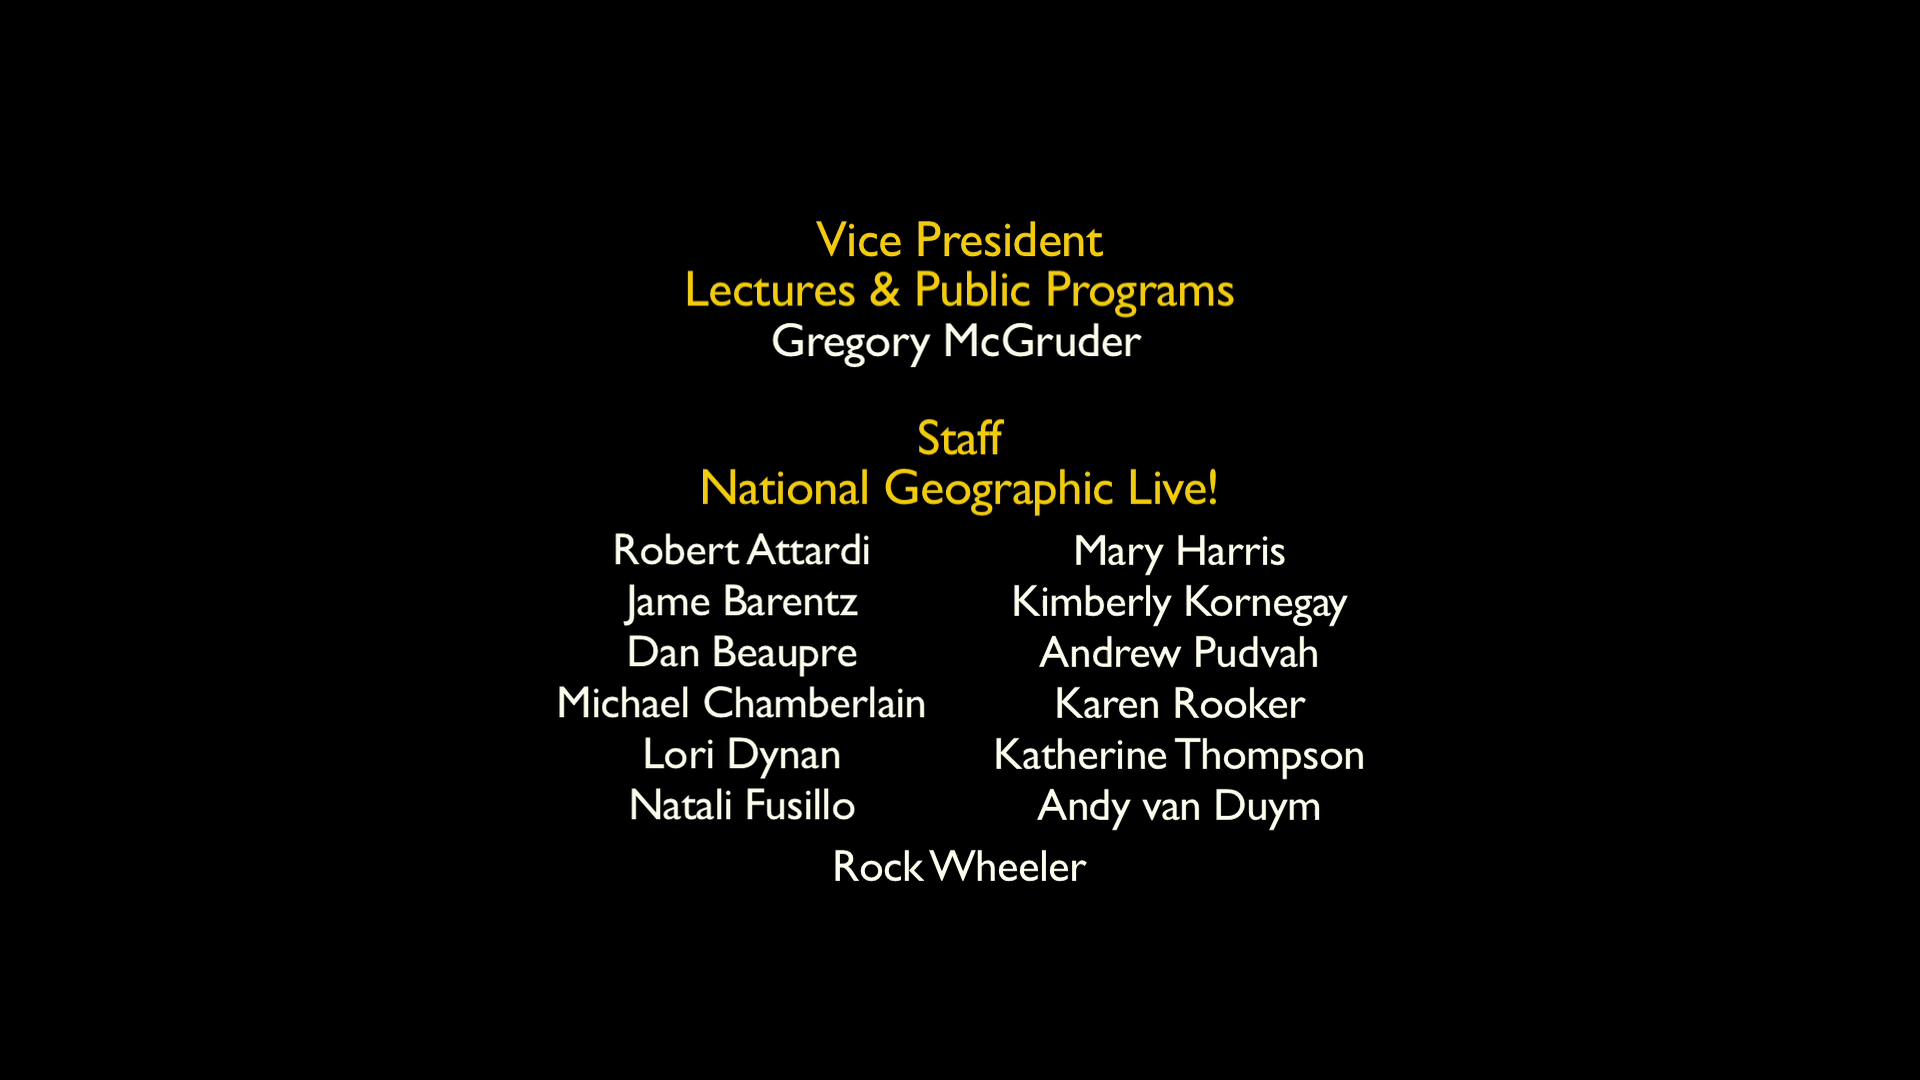 Vice President
Lectures & Public Programs
Gregory McGruder
Staff
National Geographic Live!
Robert Attardi
Jame Barentz
Dan Beaupre
Michael Chamberlain
Lori Dynan
Natali Fusillo
Mary Harris
Kimberly Kornegay
Andrew Pudvah
Karen Rooker
Katherine Thompson
Andy van Duym
Rock Wheeler